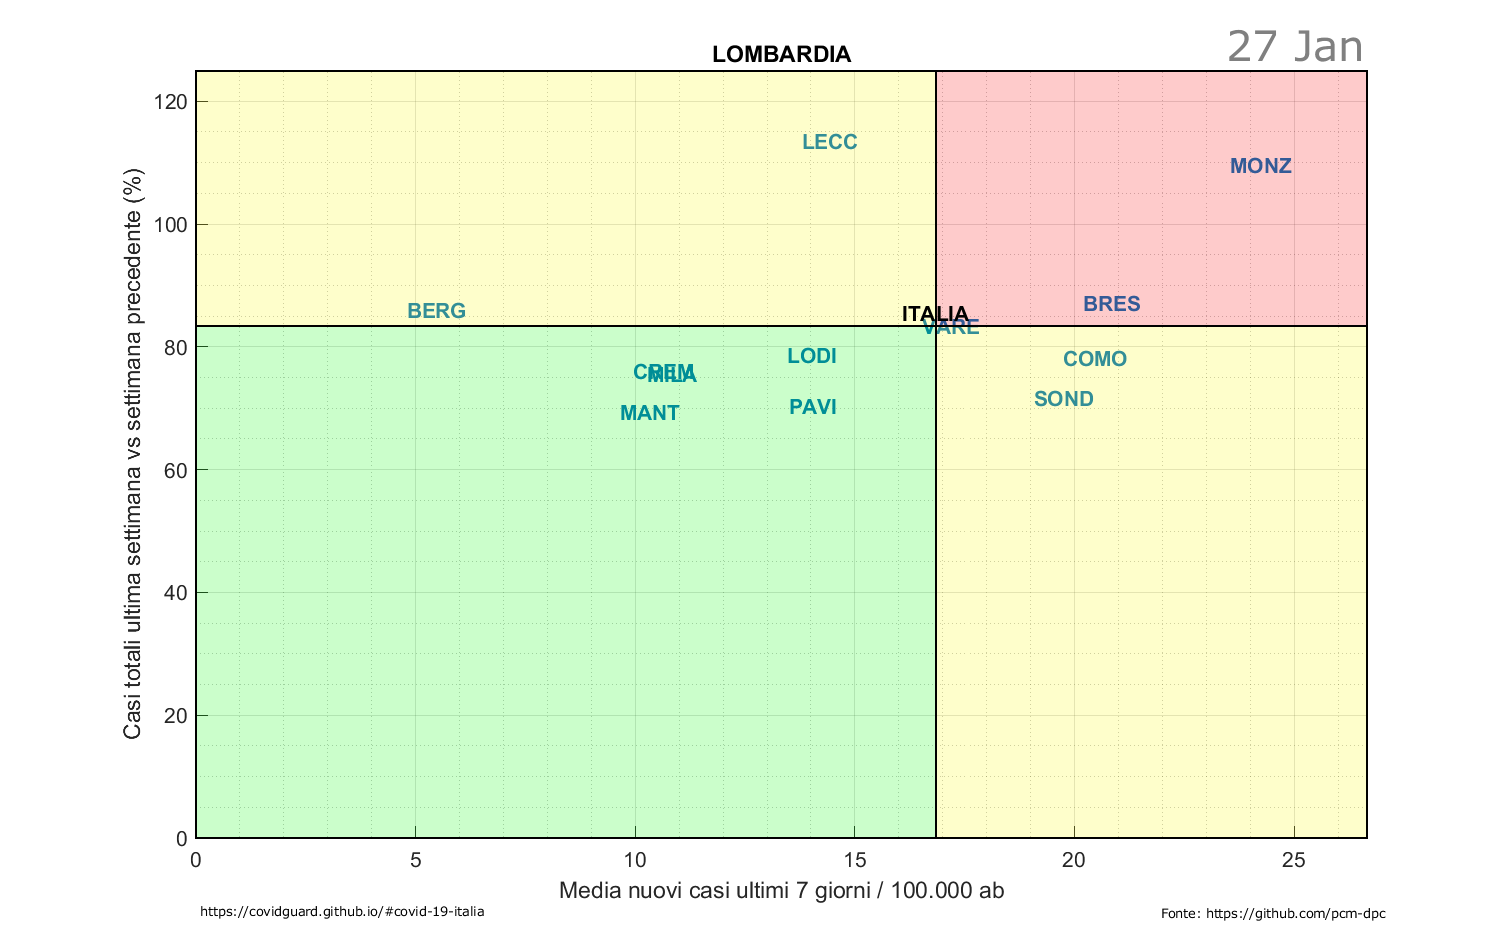 27 Jan
LOMBARDIA
Casi totali ultima settimana vs settimana precedente (%)
120
100
80
60
40
20
0
LECC
MONZ
BERG
BRES
ITALIA
VARE
LODI
COMO
CREM
MILA
SOND
MANT
PAVI
0 5 10 15 20 25
Media nuovi casi ultimi 7 giorni / 100.000 ab
https://covidguard.github.io/#covid-19-italia
Fonte: https://github.com/pcm-dpc